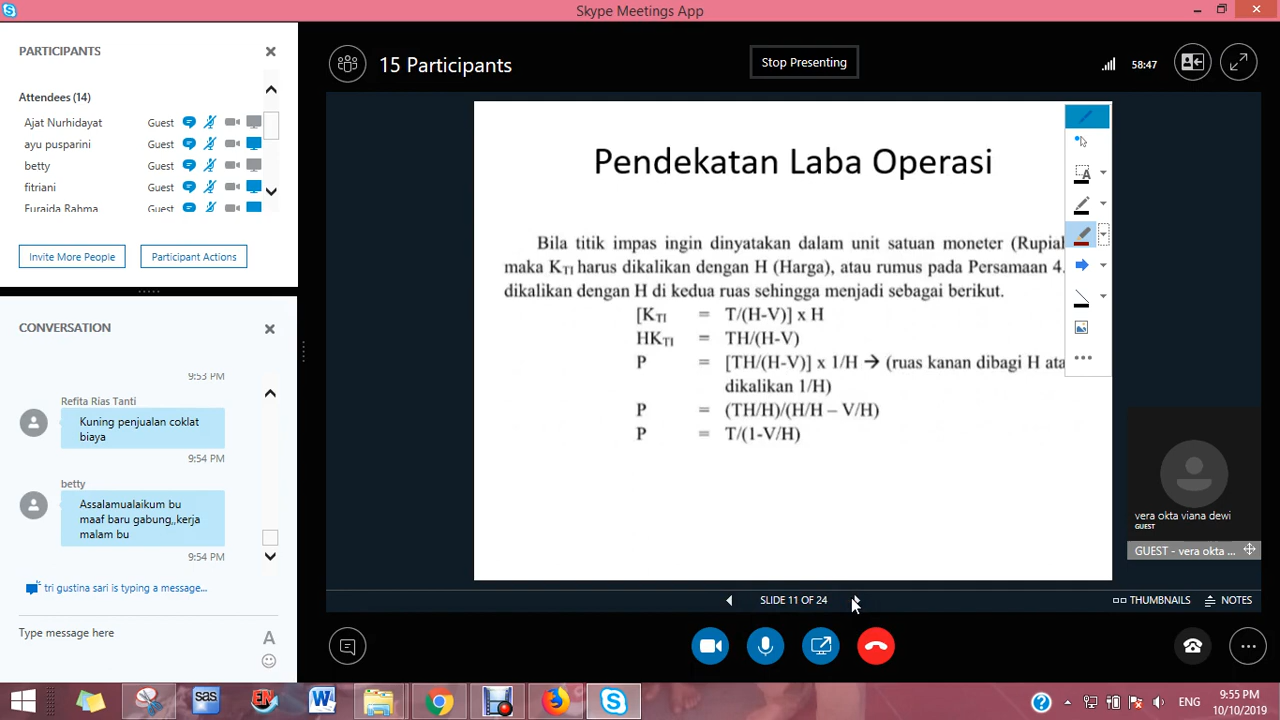 Skype Meetings App
PARTICIPANTS
Attendees (14)
Ajat Nurhidayat Guest
ayu pusparini Guest
betty Guest
fitriani Guest
Furaida Rahma Guest
Invite More People
Participant Actions
CONVERSATION
9:53 PM
Refita Rias Tanti
Kuning penjualan coklat
biaya
9:54 PM
betty
Assalamualaikum bu
maaf baru gabung,,kerja
malam bu
9:54 PM
tri gustina sari is typing a message...
Type message here
15 Participants
Stop Presenting
58:47
Pendekatan Laba Operasi
Bila titik impas ingin dinyatakan dalam unit satuan moneter (Rupial
maka KTI harus dikalikan dengan H (Harga), atau rumus pada Persamaan 4.
dikalikan dengan H di kedua ruas sehingga menjadi sebagai berikut.
[KTI = T/(H-V)] x H
HKTI = TH/(H-V)
P = [TH/(H-V)] x 1/H → (ruas kanan dibagi H ata
dikalikan 1/H)
P = (TH/H)/(H/H – V/H)
P = T/(1-V/H)
vera okta viana dewi
GUEST
GUEST - vera okta ...
SLIDE 11 OF 24
THUMBNAILS
NOTES
sas
EN
W
ENG
9:55 PM
10/10/2019